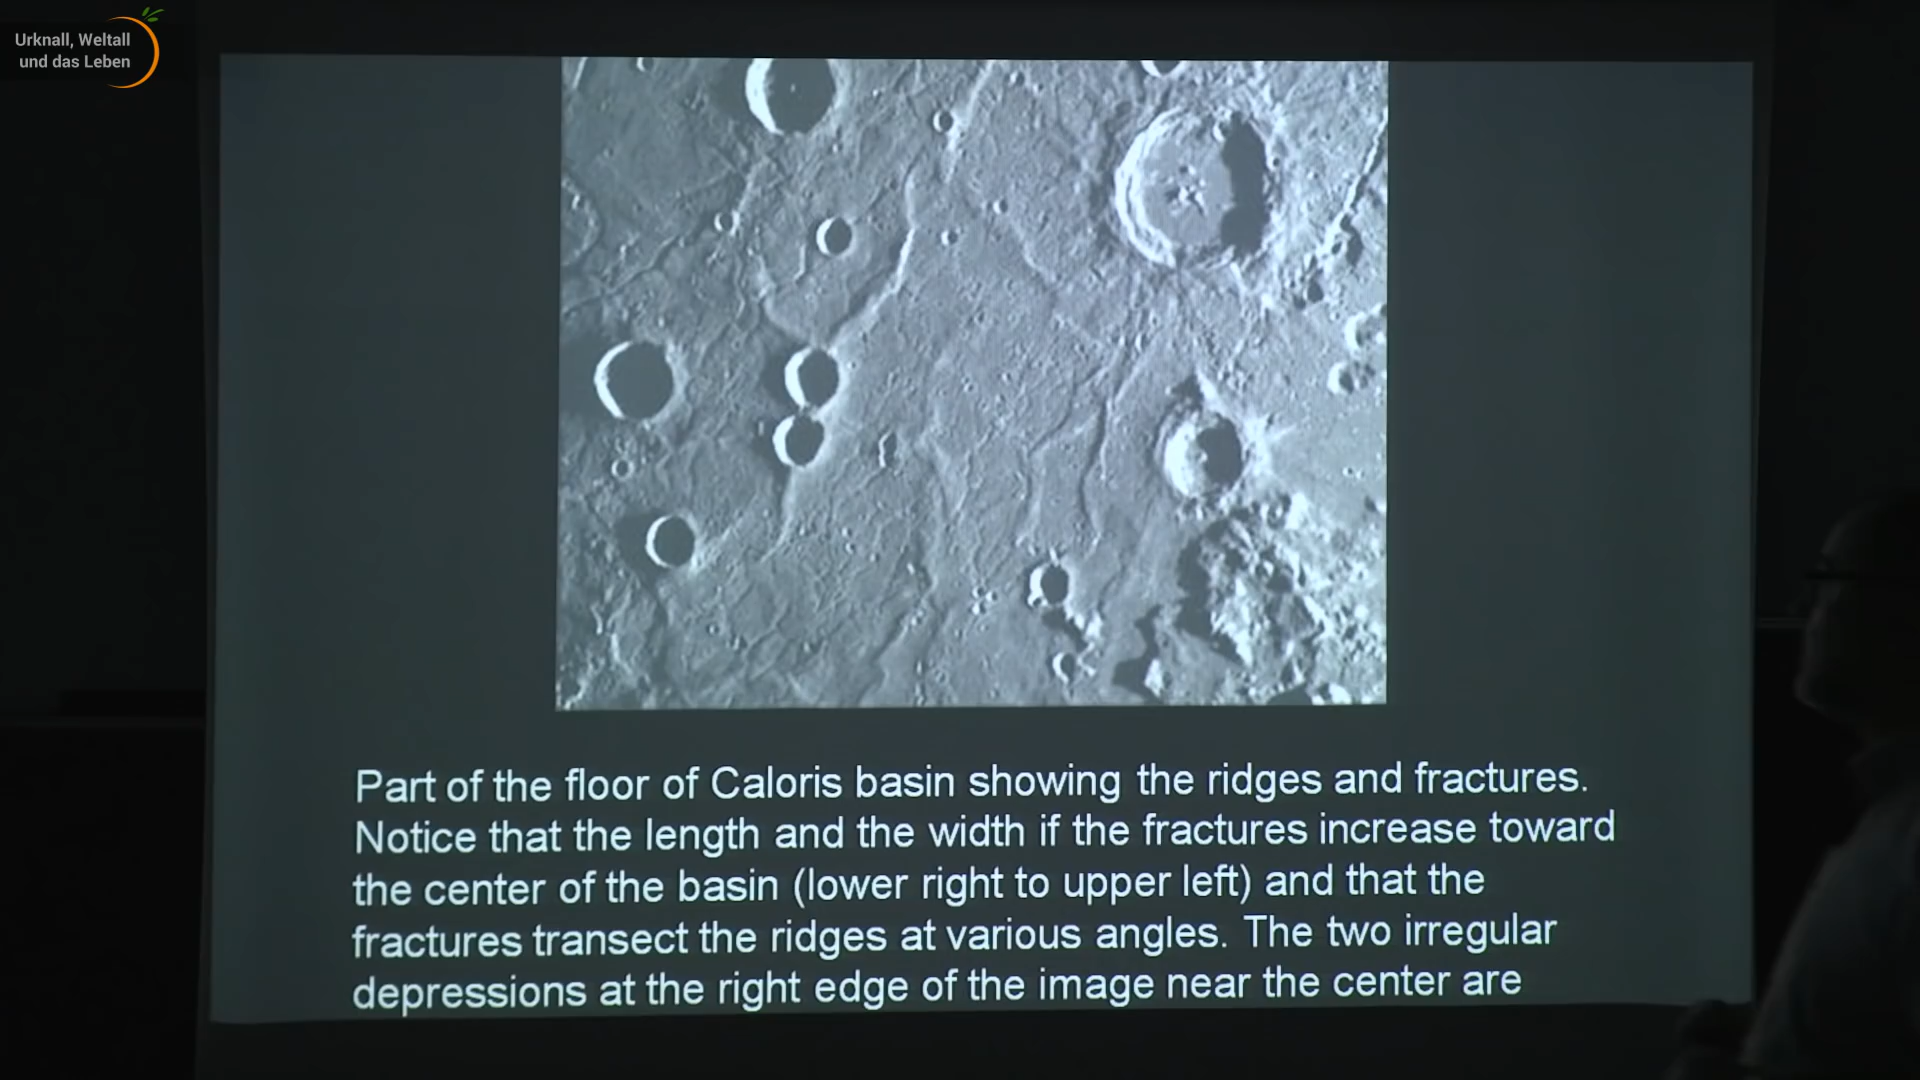 Urknall, Weltall
und das Leben
Part of the floor of Caloris basin showing the ridges and fractures.
Notice that the length and the width if the fractures increase toward
the center of the basin (lower right to upper left) and that the
fractures transect the ridges at various angles. The two irregular
depressions at the right edge of the image near the center are